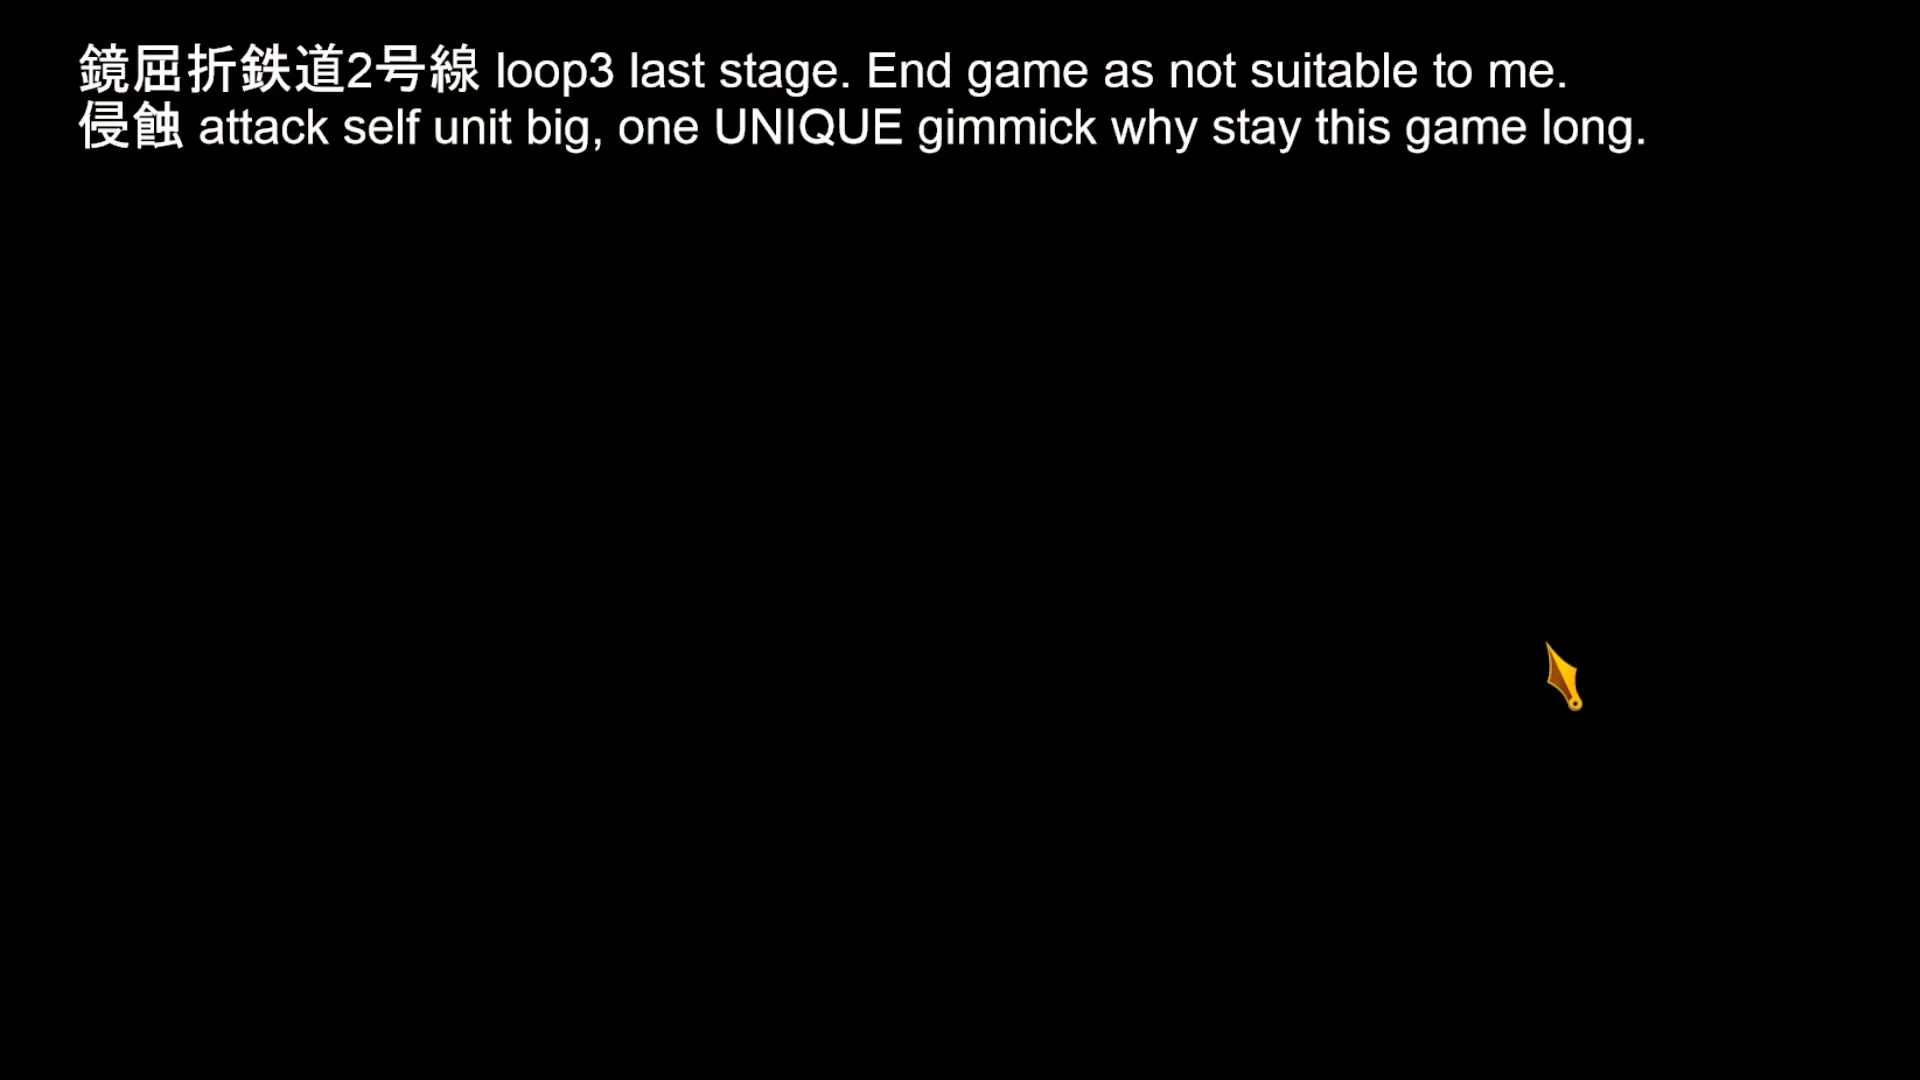 鏡屈折鉄道2号線 loop3 last stage. End game as not suitable to me.
侵蝕 attack self unit big, one UNIQUE gimmick why stay this game long.